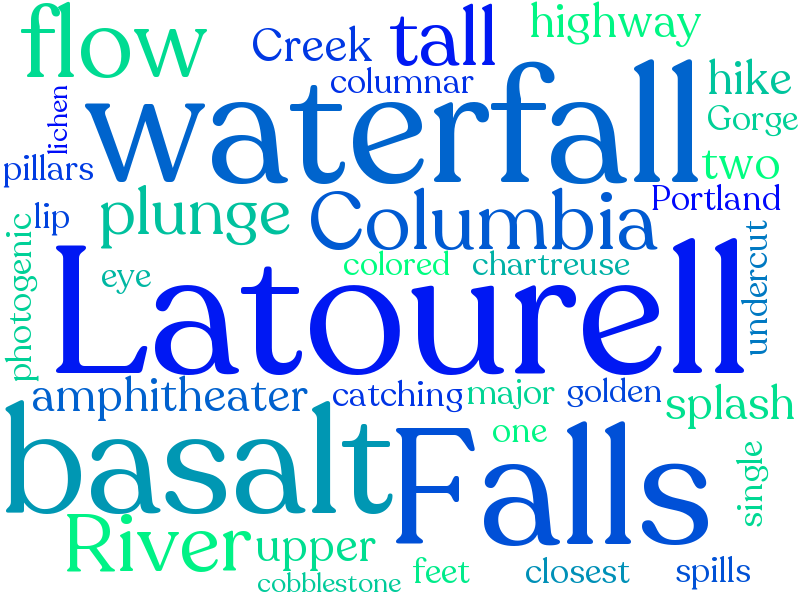 flow
Creek
tall
highway
columnar
waterfall
hike
lichen
Gorge
pillars
two
Portland
lip
plunge
Columbia
photogenic
eye
colored
chartreuse
undercut
Latourell
amphitheater
catching
major
golden
splash
basalt
one
Falls
single
River
upper
cobblestone
feet
closest
spills